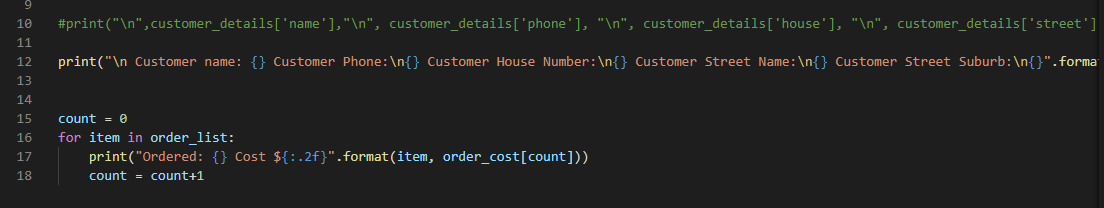 9
10 #print("\n",customer_details['name'],"\n", customer_details['phone'], "\n", customer_details['house'], "\n", customer_details['street']
11
12 print("\n Customer name: {} Customer Phone:\n{} Customer House Number:\n{} Customer Street Name:\n{} Customer Street Suburb:\n{}".forma
13
14
15 count = 0
16 for item in order_list:
17     print("Ordered: {} Cost ${:.2f}".format(item, order_cost[count]))
18     count = count+1